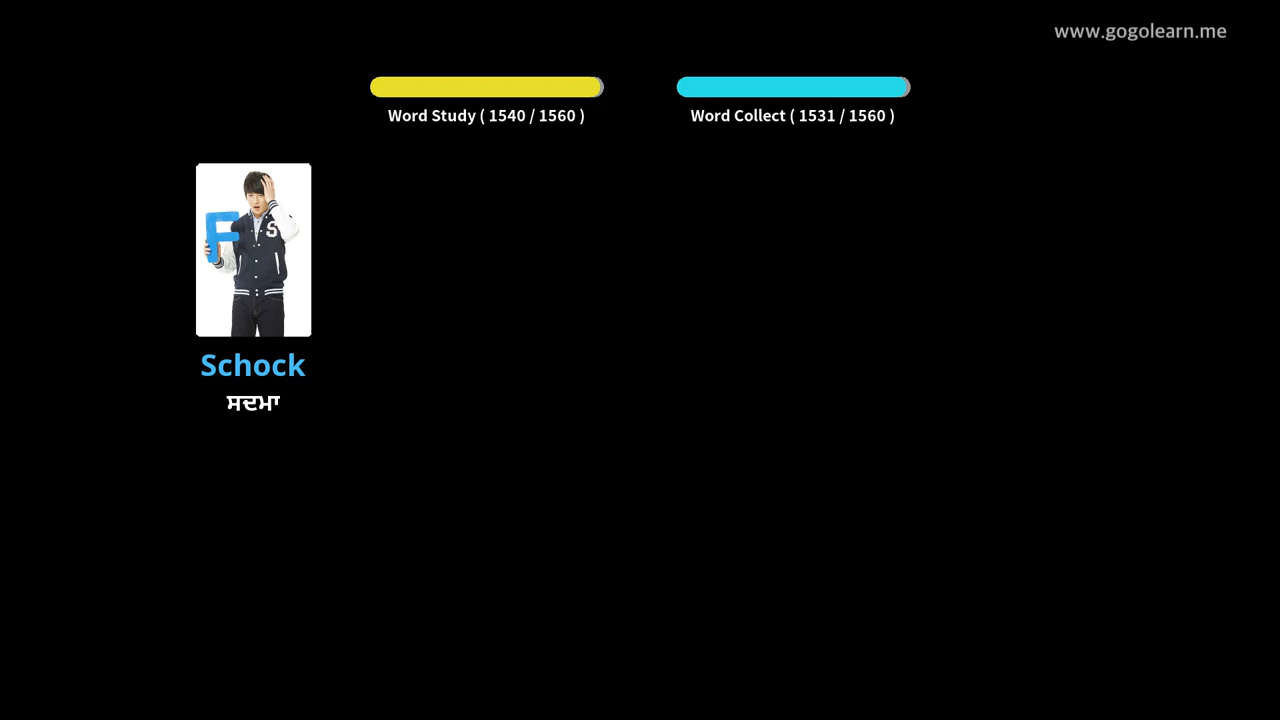 www.gogolearn.me
Word Study ( 1540 / 1560 )
Word Collect ( 1531 / 1560 )
F
S
Schock
ਸਦਮਾ